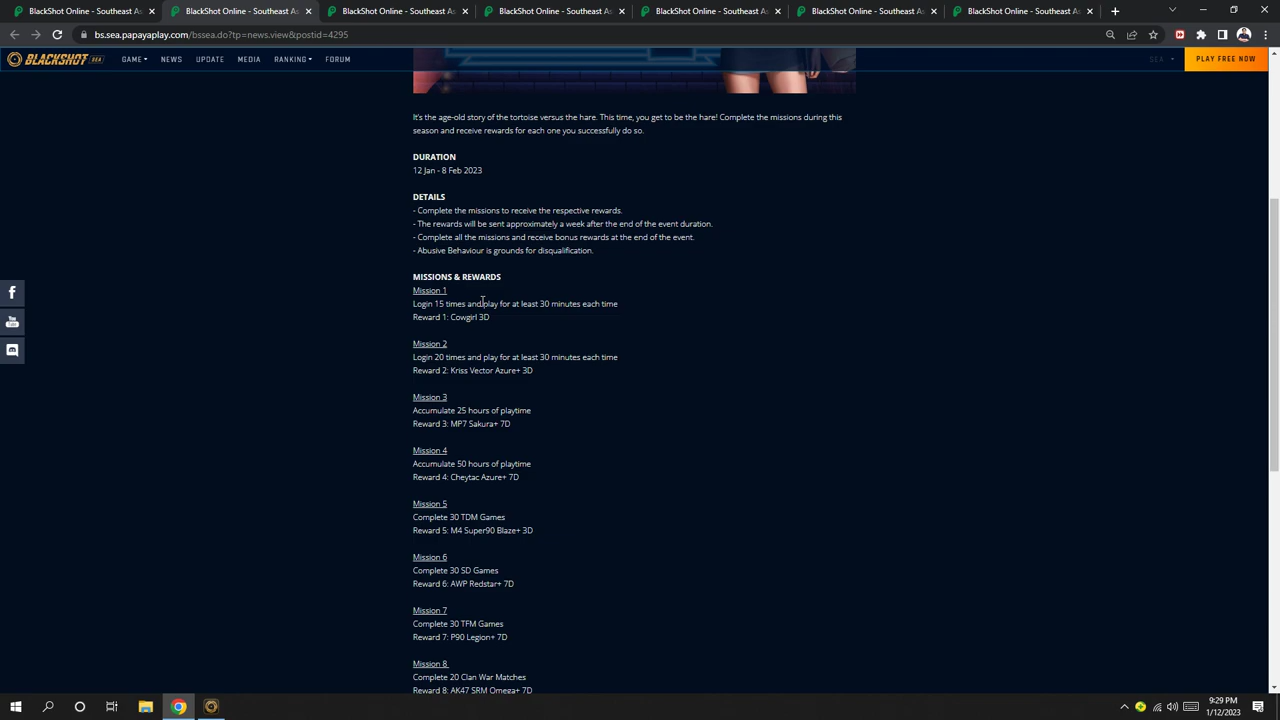 BLACKSHOT - Southeast As
BLACKSHOT - Southeast As
BLACKSHOT - Southeast As
BLACKSHOT - Southeast As
BLACKSHOT - Southeast As
BLACKSHOT - Southeast As
BLACKSHOT - Southeast As
bs.sea.papayaplay.com/bssea.do?tp=news.view&postid=4295
BLACKSHOT SEA
GAME
NEWS
UPDATE
MEDIA
RANKING
FORUM
SEA
PLAY FREE NOW
It's the age-old story of the tortoise versus the hare. This time, you get to be the hare! Complete the missions during this
season and receive rewards for each one you successfully do so.
DURATION
12 Jan - 8 Feb 2023
DETAILS
- Complete the missions to receive the respective rewards.
- The rewards will be sent approximately a week after the end of the event duration.
- Complete all the missions and receive bonus rewards at the end of the event.
- Abusive Behaviour is grounds for disqualification.
MISSIONS & REWARDS
Mission 1
Login 15 times and play for at least 30 minutes each time
Reward 1: Cowgirl 3D
Mission 2
Login 20 times and play for at least 30 minutes each time
Reward 2: Kriss Vector Azure+ 3D
Mission 3
Accumulate 25 hours of playtime
Reward 3: MP7 Sakura+ 7D
Mission 4
Accumulate 50 hours of playtime
Reward 4: Cheytac Azure+ 7D
Mission 5
Complete 30 TDM Games
Reward 5: M4 Super90 Blaze+ 3D
Mission 6
Complete 30 SD Games
Reward 6: AWP Redstar+ 7D
Mission 7
Complete 30 TFM Games
Reward 7: P90 Legion+ 7D
Mission 8
Complete 20 Clan War Matches
Reward 8: AK47 SRM Omega+ 7D
9:29 PM
1/12/2023